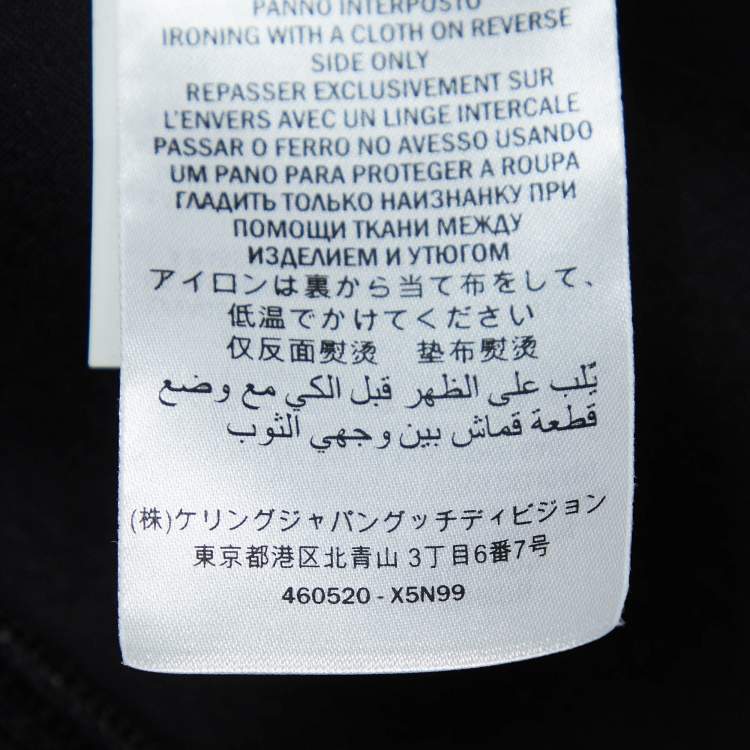 PANNO INTERPOSTO
IRONING WITH A CLOTH ON REVERSE
SIDE ONLY
REPASSER EXCLUSIVEMENT SUR
L'ENVERS AVEC UN LINGE INTERCALE
PASSAR O FERRO NO AVESSO USANDO
UM PANO PARA PROTEGER A ROUPA
ГЛАДИТЬ ТОЛЬКО НАИЗНАНКУ ПРИ
ПОМОЩИ ТКАНИ МЕЖДУ
ИЗДЕЛИЕМ И УТЮГОМ
アイロンは裏から当て布をして、
低温でかけてください
仅反面熨烫　垫布熨烫
يّلب على الظهر قبل الكي مع وضع
قطعة قماش بين وجهي الثوب
(株)ケリングジャパングッチディビジョン
東京都港区北青山 3丁目6番7号
460520 - X5N99